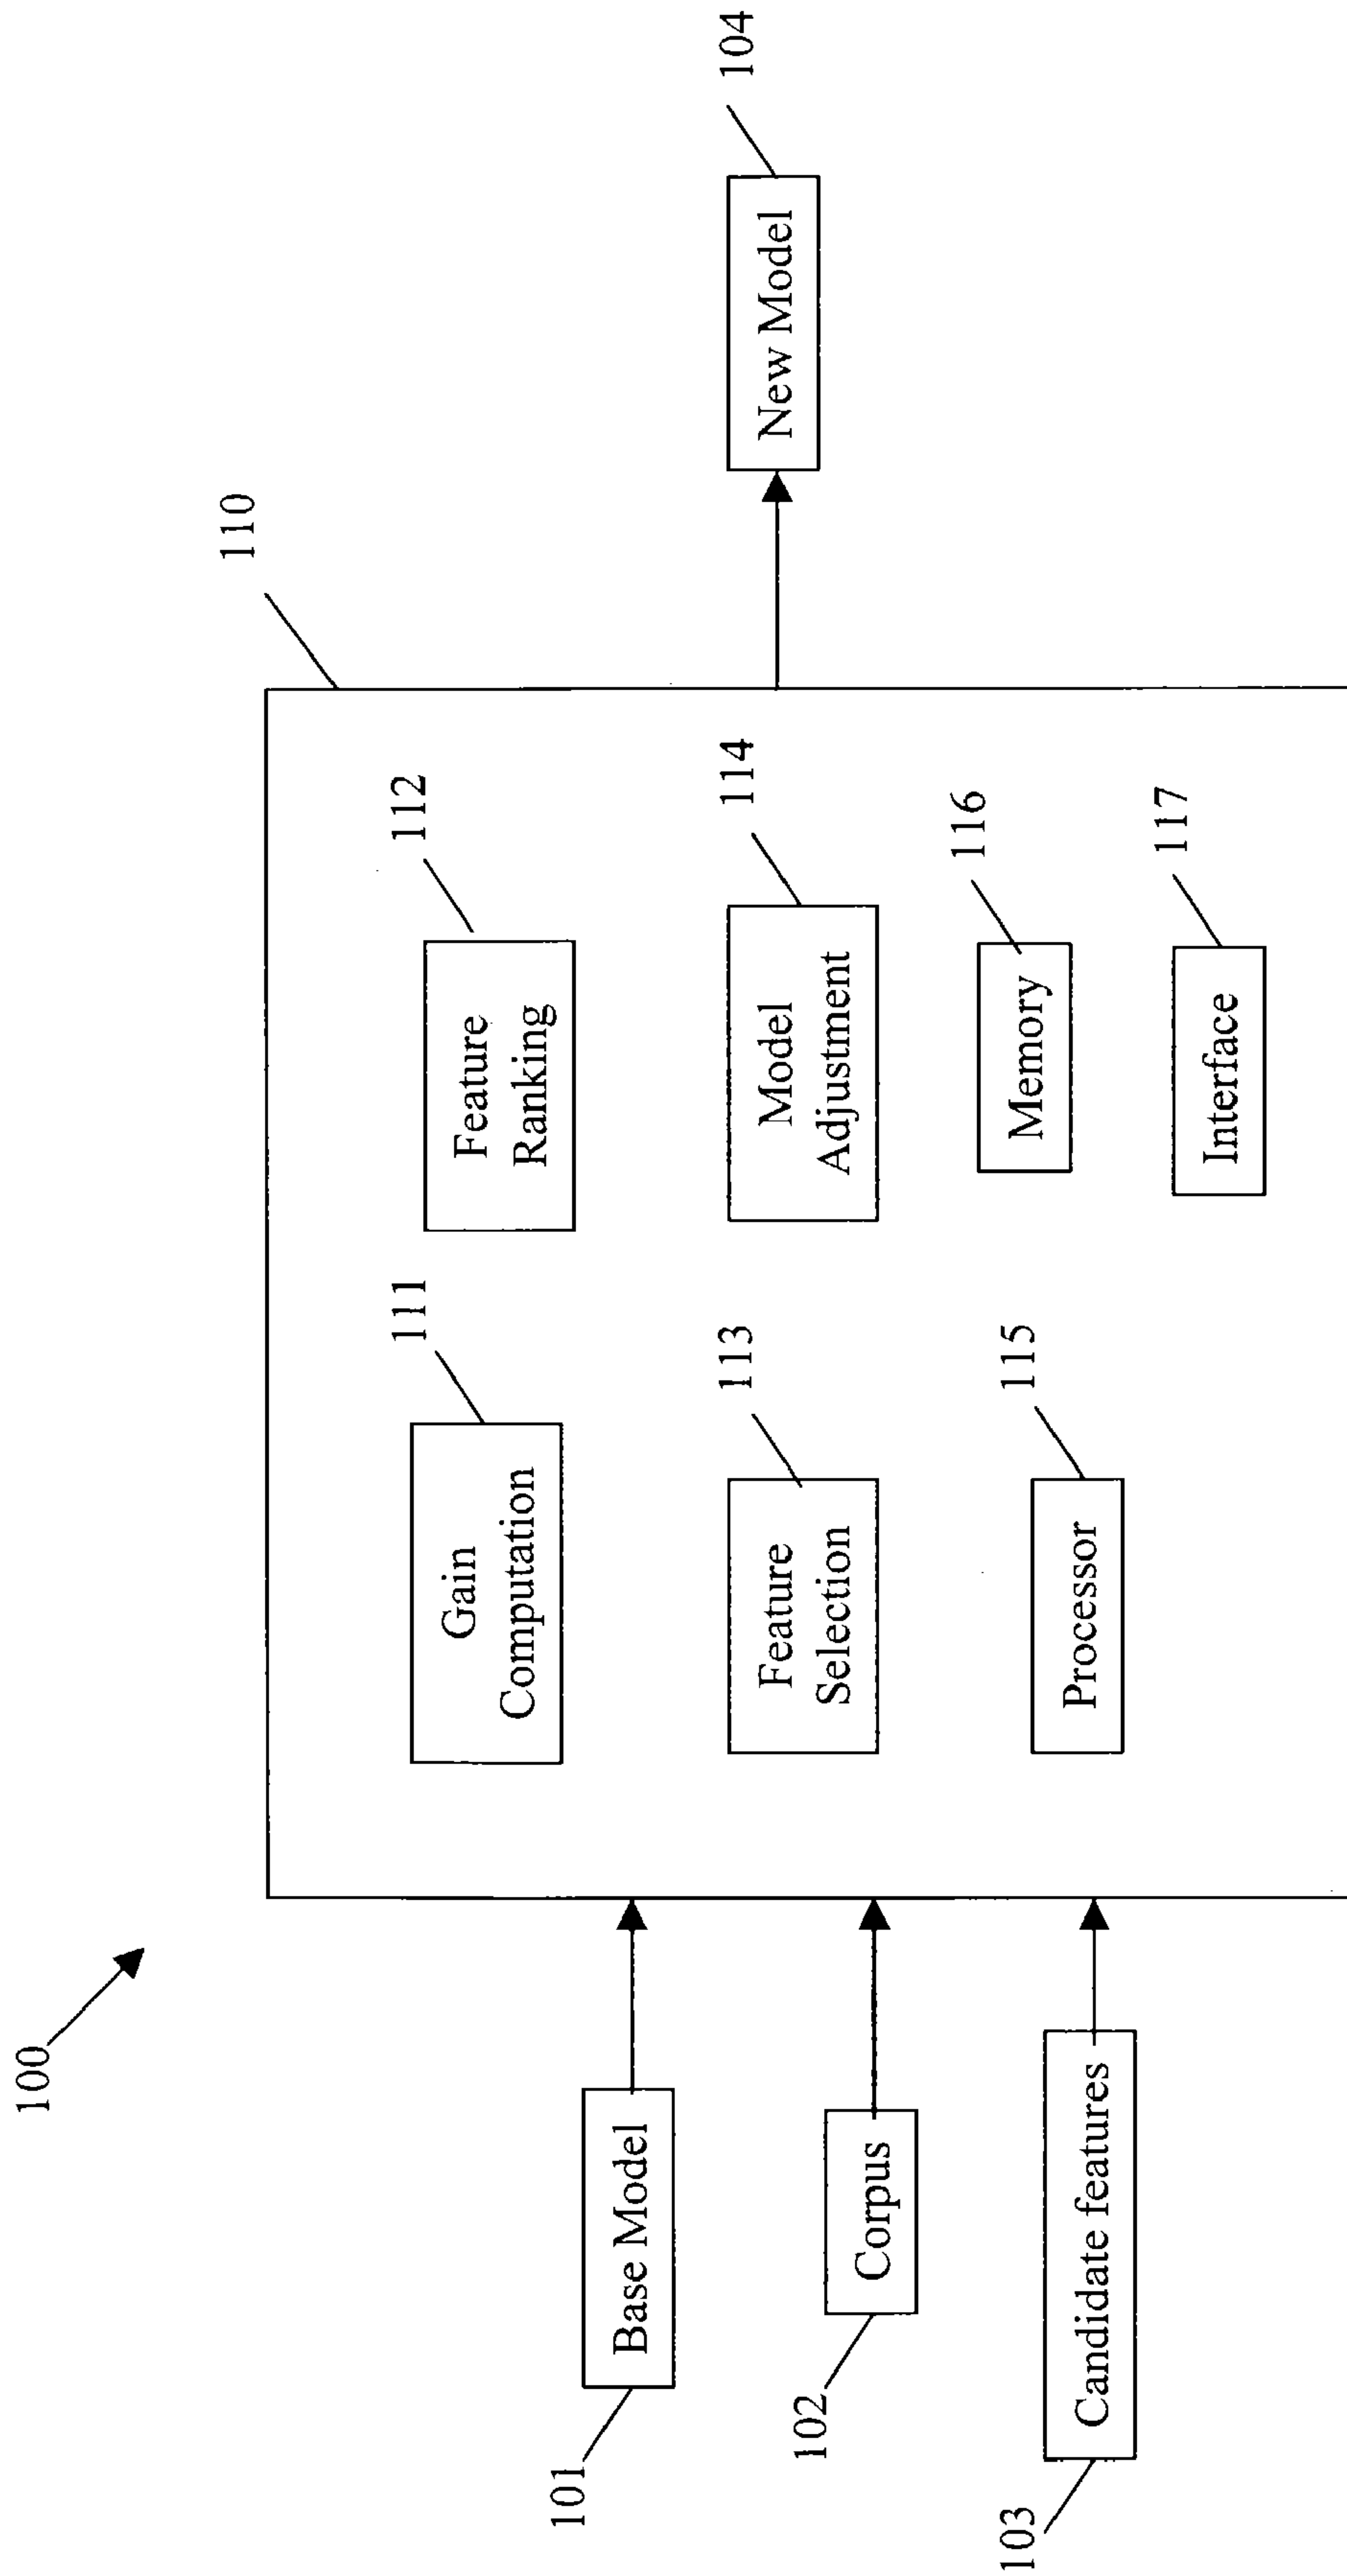 100
110
111
112
Gain
Computation
Feature
Ranking
101
Base Model
113
114
104
Feature
Selection
Model
Adjustment
New Model
102
Corpus
115
116
Processor
Memory
103
Candidate features
117
Interface